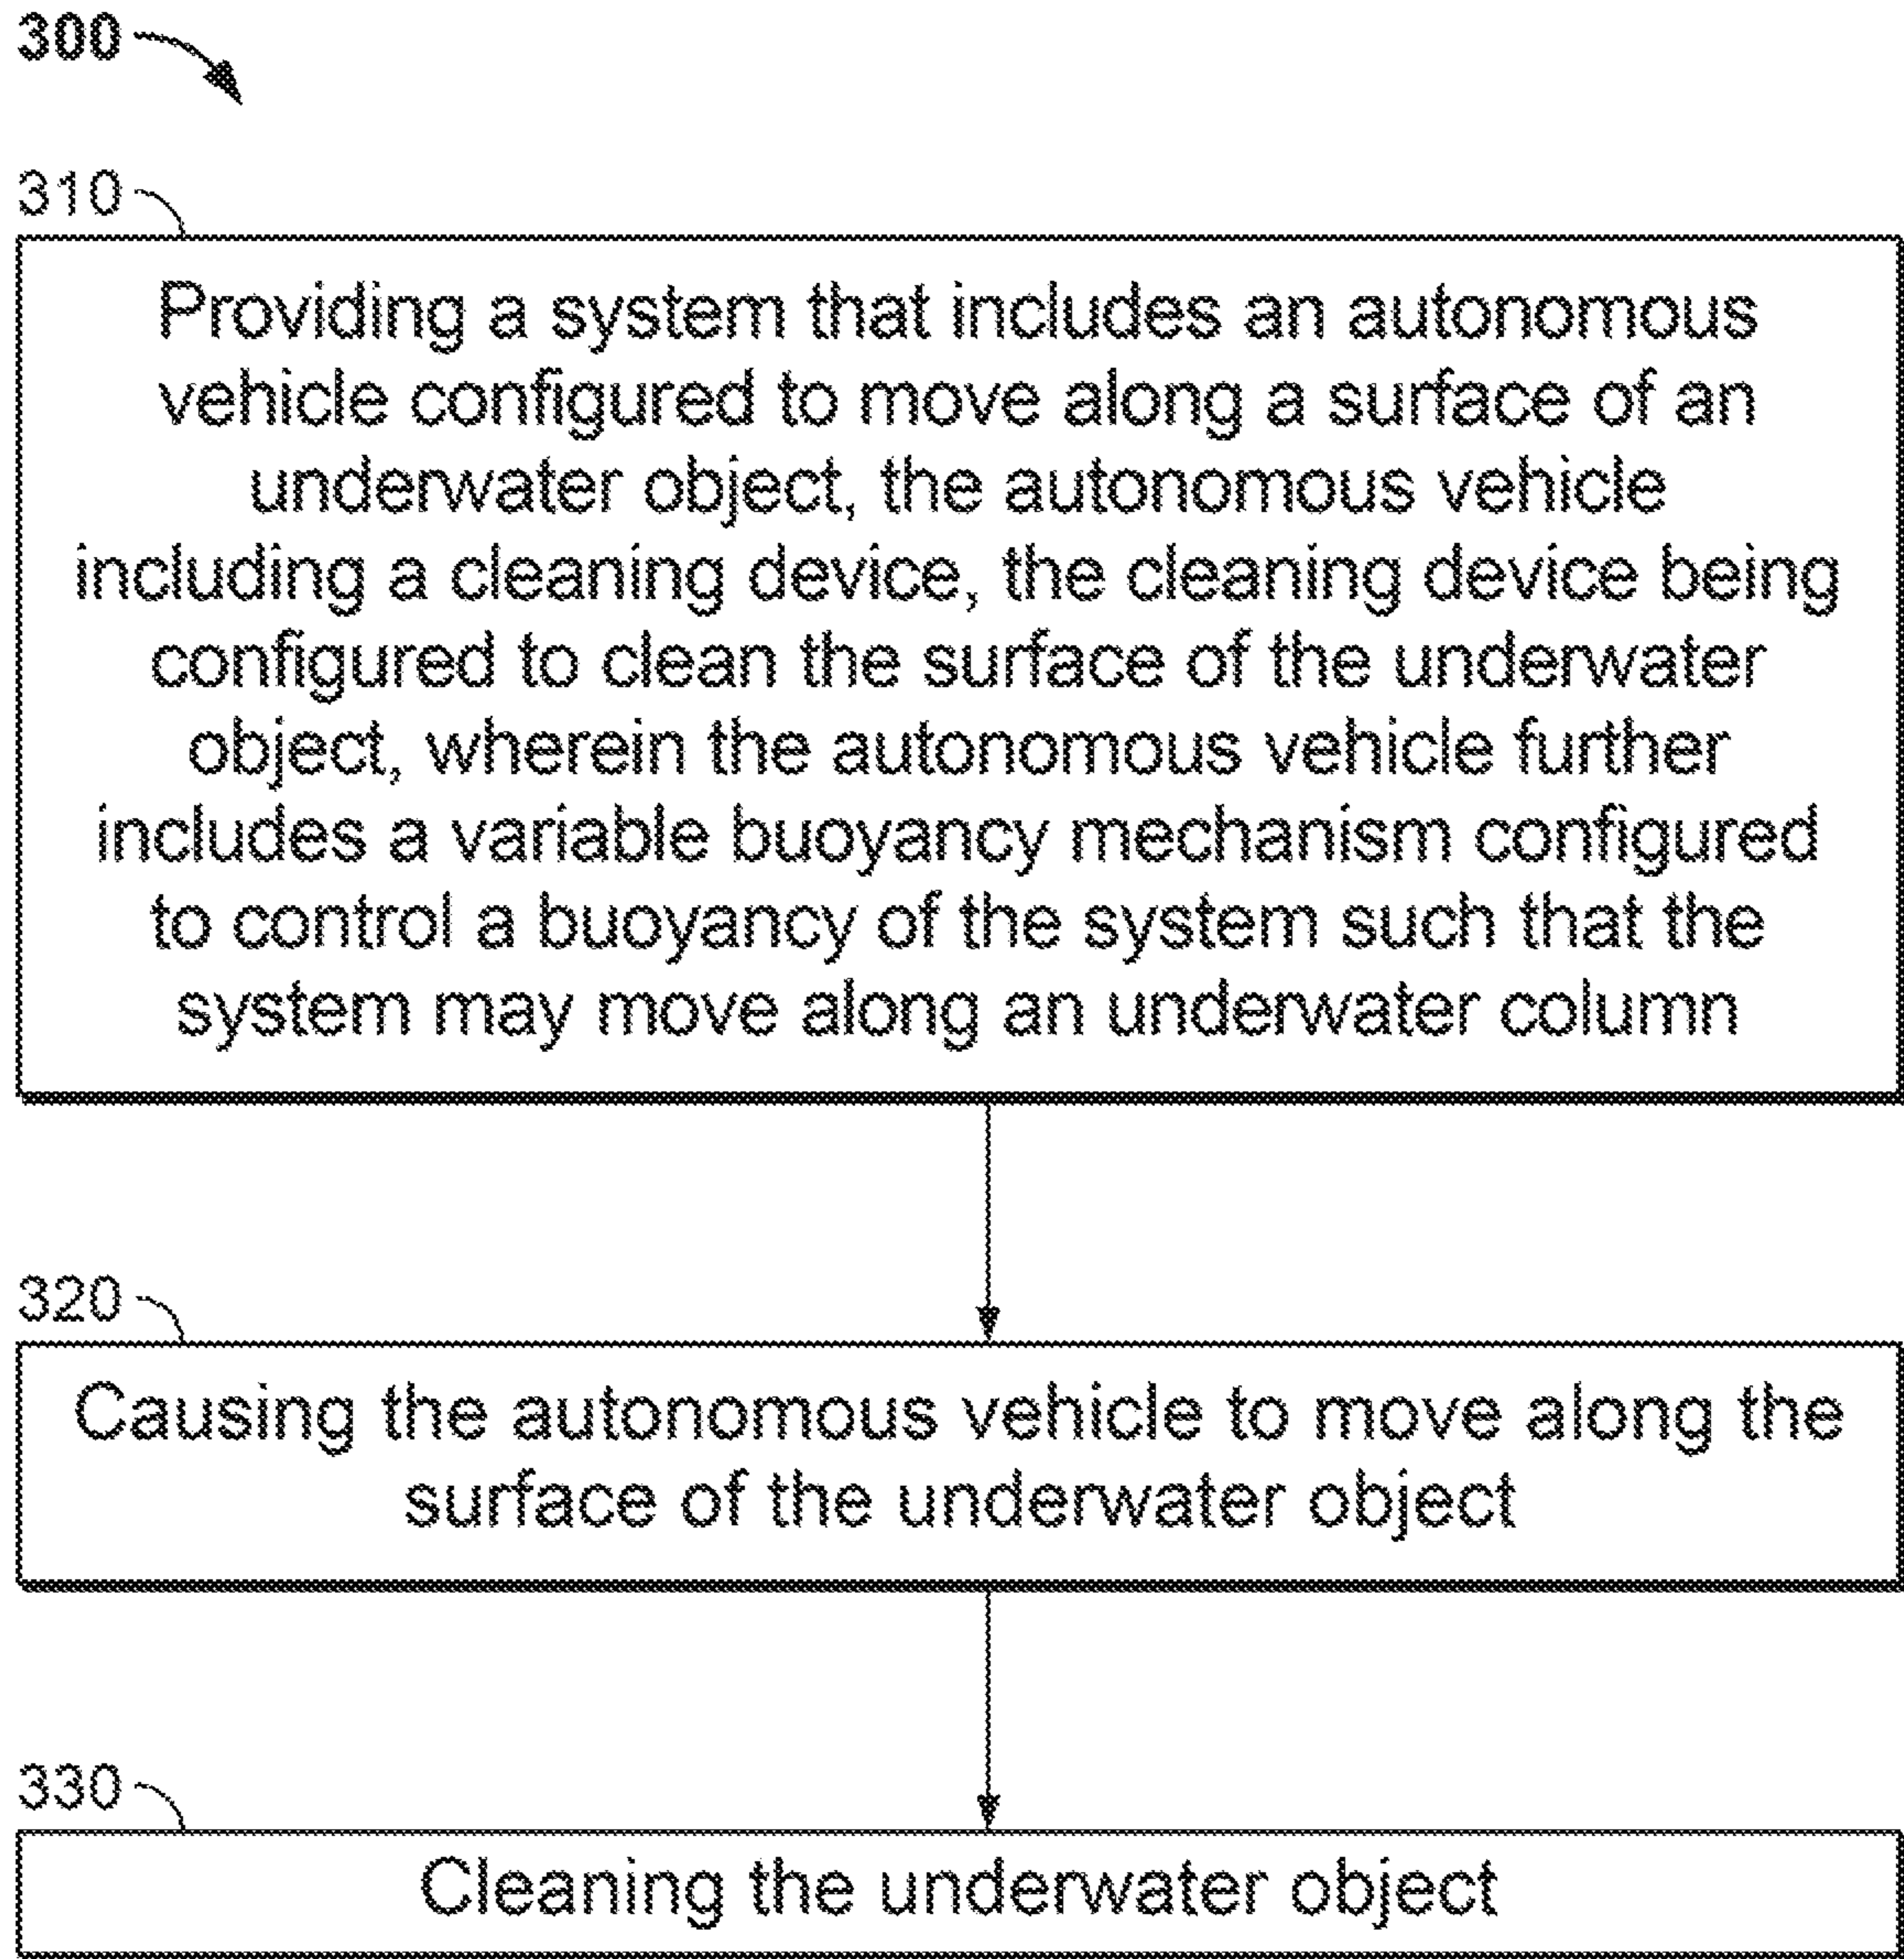 300
310
Providing a system that includes an autonomous
vehicle configured to move along a surface of an
underwater object, the autonomous vehicle
including a cleaning device, the cleaning device being
configured to clean the surface of the underwater
object, wherein the autonomous vehicle further
includes a variable buoyancy mechanism configured
to control a buoyancy of the system such that the
system may move along an underwater column
320
Causing the autonomous vehicle to move along the
surface of the underwater object
330
Cleaning the underwater object